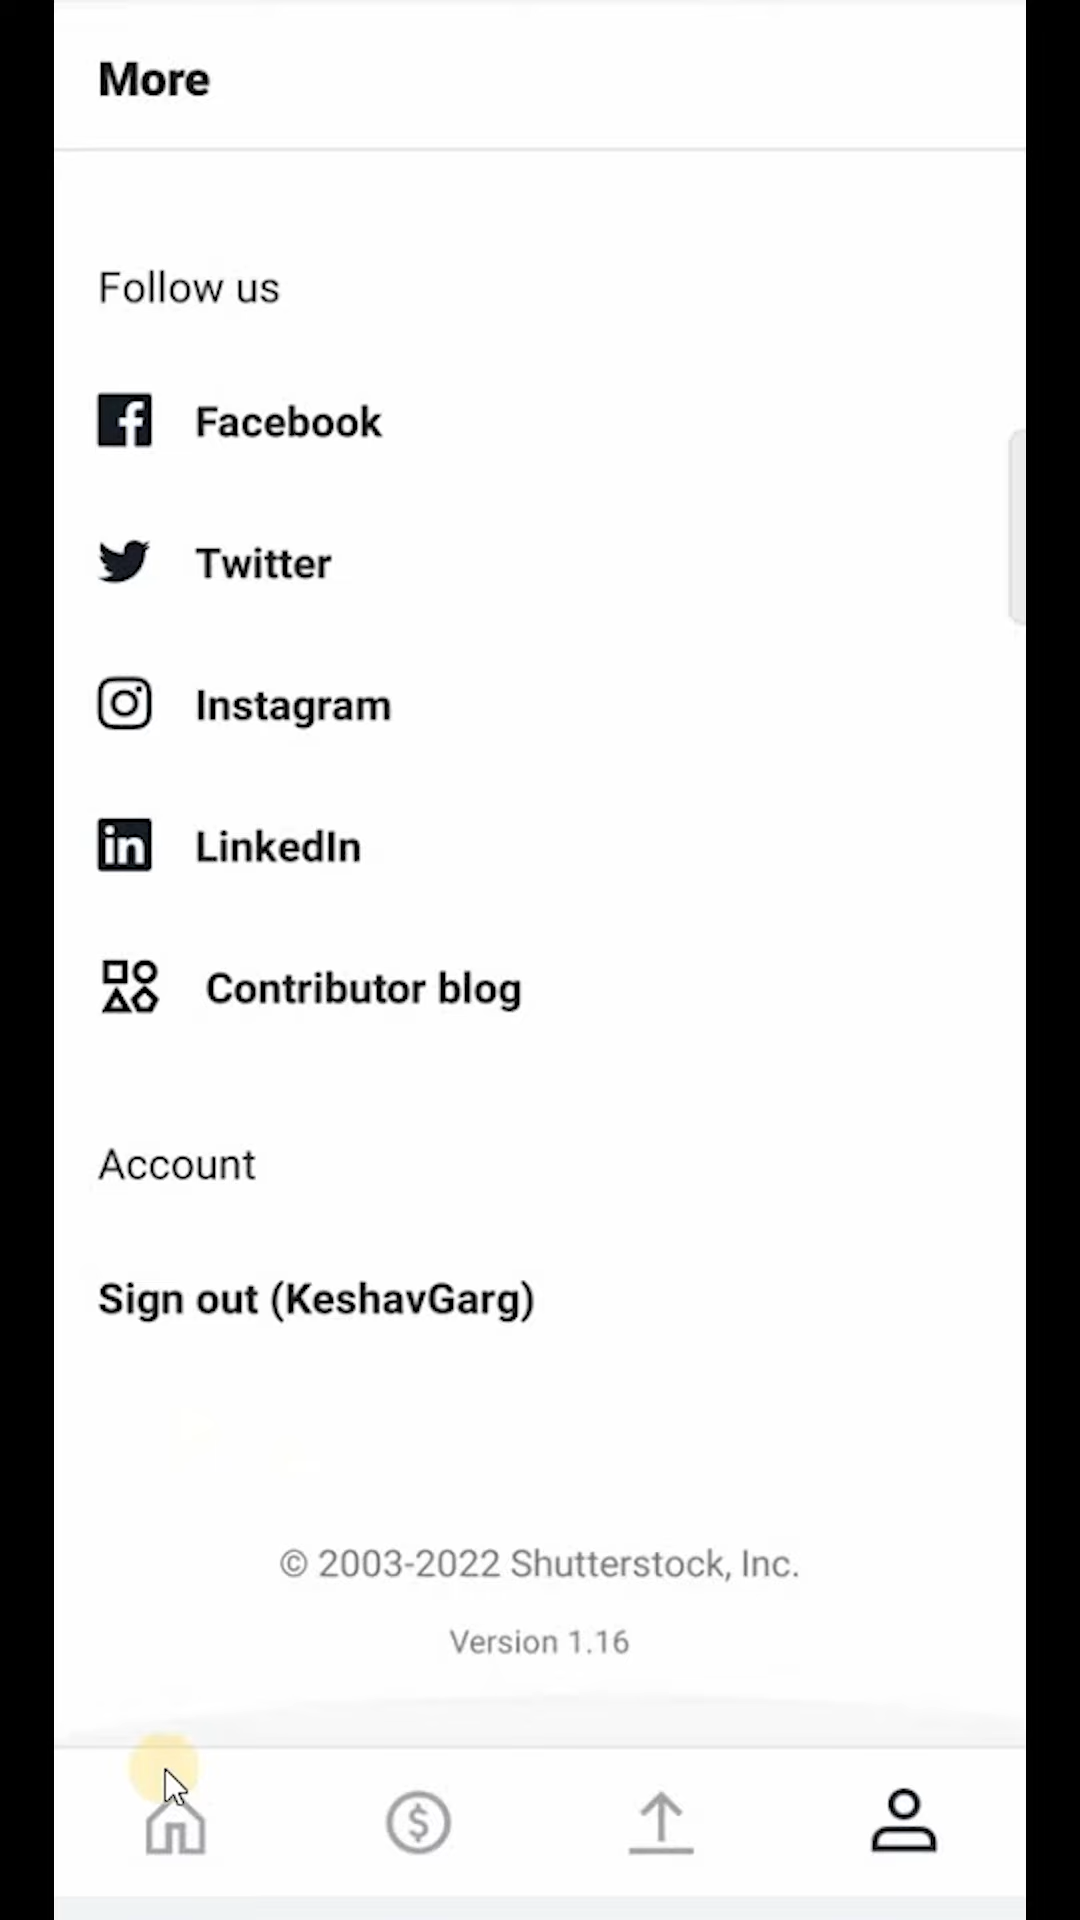 More
Follow us
Facebook
Twitter
Instagram
LinkedIn
Contributor blog
Account
Sign out (KeshavGarg)
© 2003-2022 Shutterstock, Inc.
Version 1.16